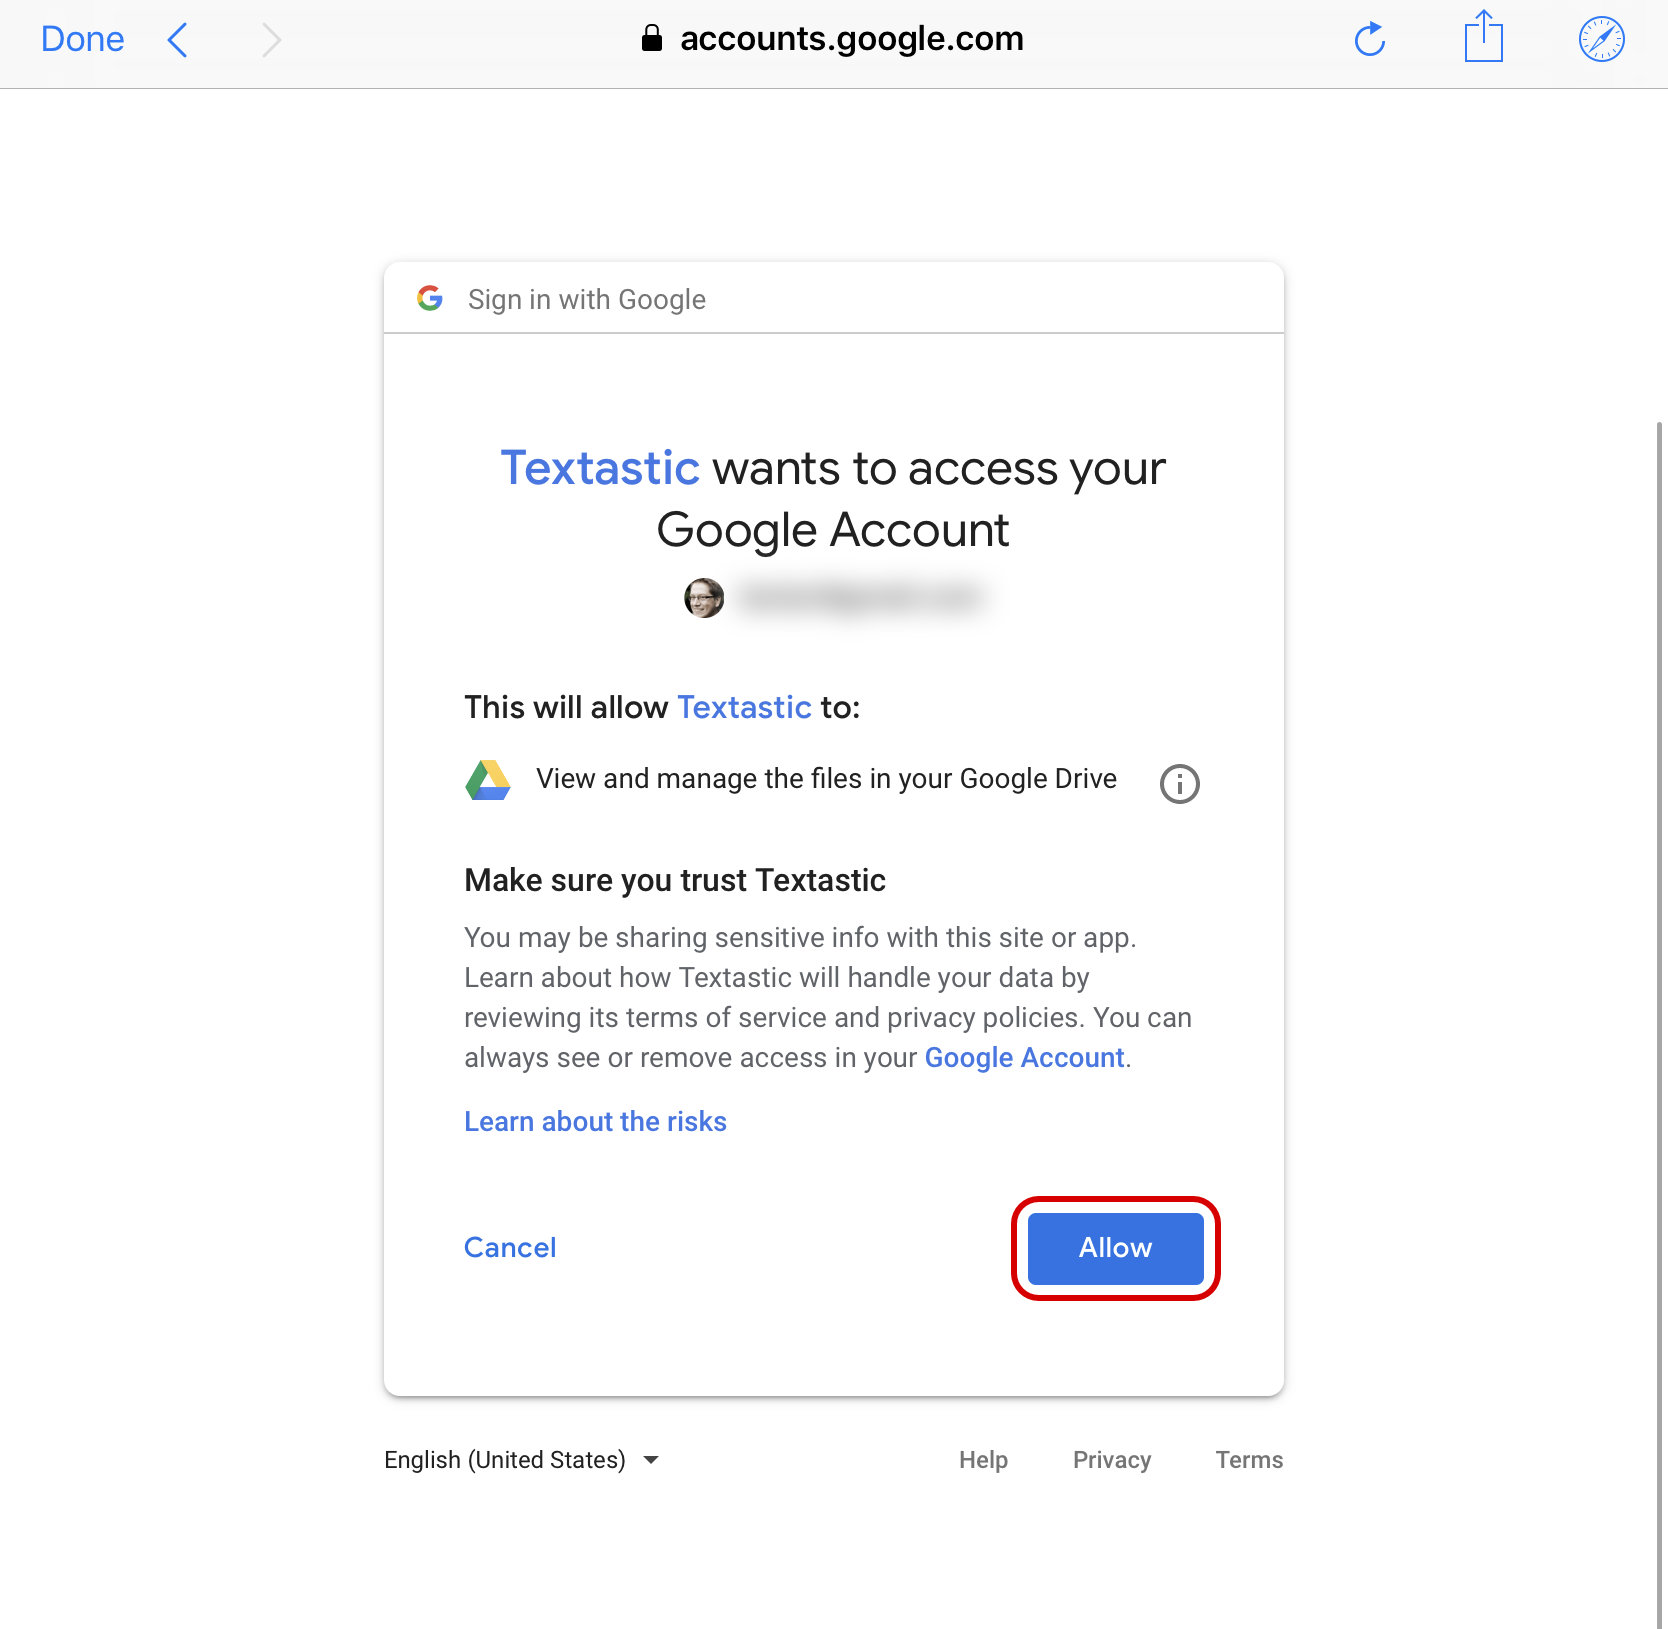 Done
accounts.google.com
Sign in with Google
Textastic wants to access your
Google Account
This will allow Textastic to:
View and manage the files in your Google Drive
Make sure you trust Textastic
You may be sharing sensitive info with this site or app.
Learn about how Textastic will handle your data by
reviewing its terms of service and privacy policies. You can
always see or remove access in your Google Account.
Learn about the risks
Cancel
Allow
English (United States)
Help
Privacy
Terms